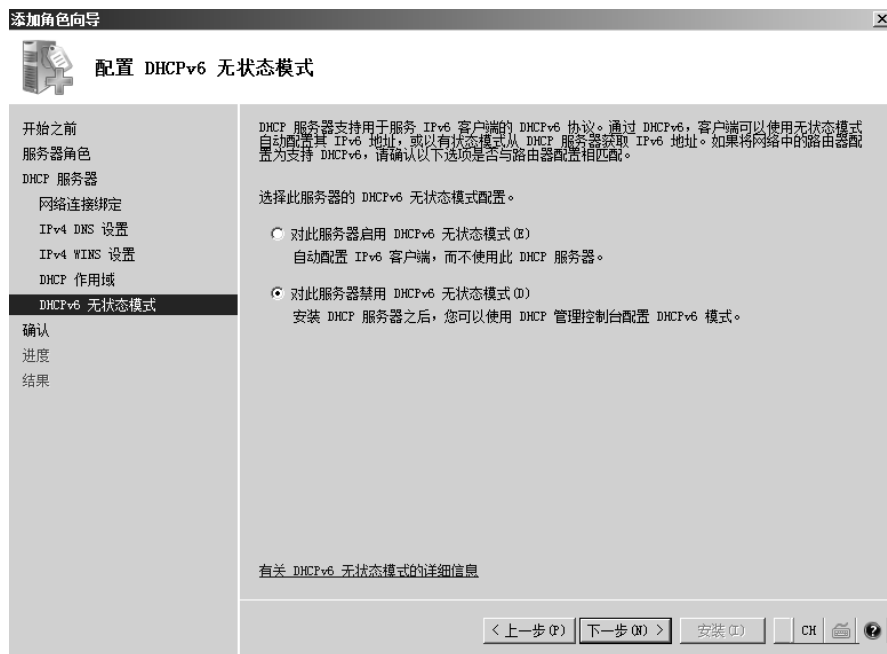 添加角色向导
配置 DHCPv6 无状态模式
开始之前
服务器角色
DHCP 服务器
网络连接绑定
IPv4 DNS 设置
IPv4 WINS 设置
DHCP 作用域
DHCPv6 无状态模式
确认
进度
结果
DHCP 服务器支持用于服务 IPv6 客户端的 DHCPv6 协议。通过 DHCPv6，客户端可以使用无状态模式
自动配置其 IPv6 地址，或以有状态模式从 DHCP 服务器获取 IPv6 地址。如果将网络中的路由器配
置为支持 DHCPv6，请确认以下选项是否与路由器配置相匹配。
选择此服务器的 DHCPv6 无状态模式配置。
对此服务器启用 DHCPv6 无状态模式(E)
自动配置 IPv6 客户端，而不使用此 DHCP 服务器。
对此服务器禁用 DHCPv6 无状态模式(D)
安装 DHCP 服务器之后，您可以使用 DHCP 管理控制台配置 DHCPv6 模式。
有关 DHCPv6 无状态模式的详细信息
< 上一步(P) 下一步(N) > 安装(I) CH